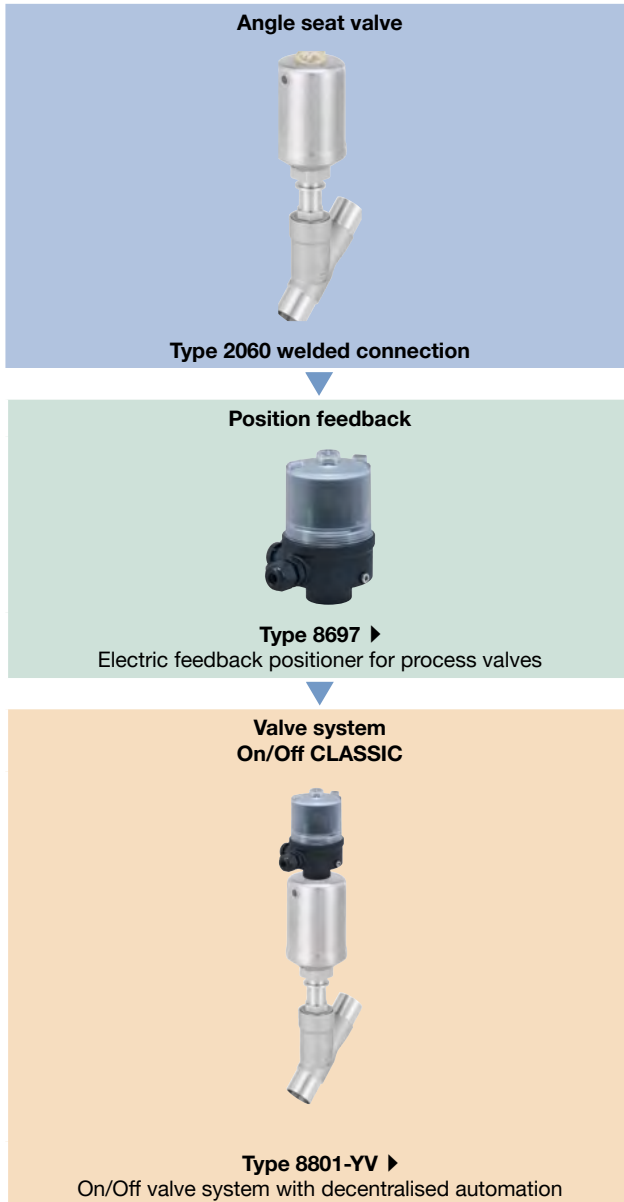 Angle seat valve
Type 2060 welded connection
Position feedback
Type 8697 ▶
Electric feedback positioner for process valves
Valve system
On/Off CLASSIC
Type 8801-YV ▶
On/Off valve system with decentralised automation